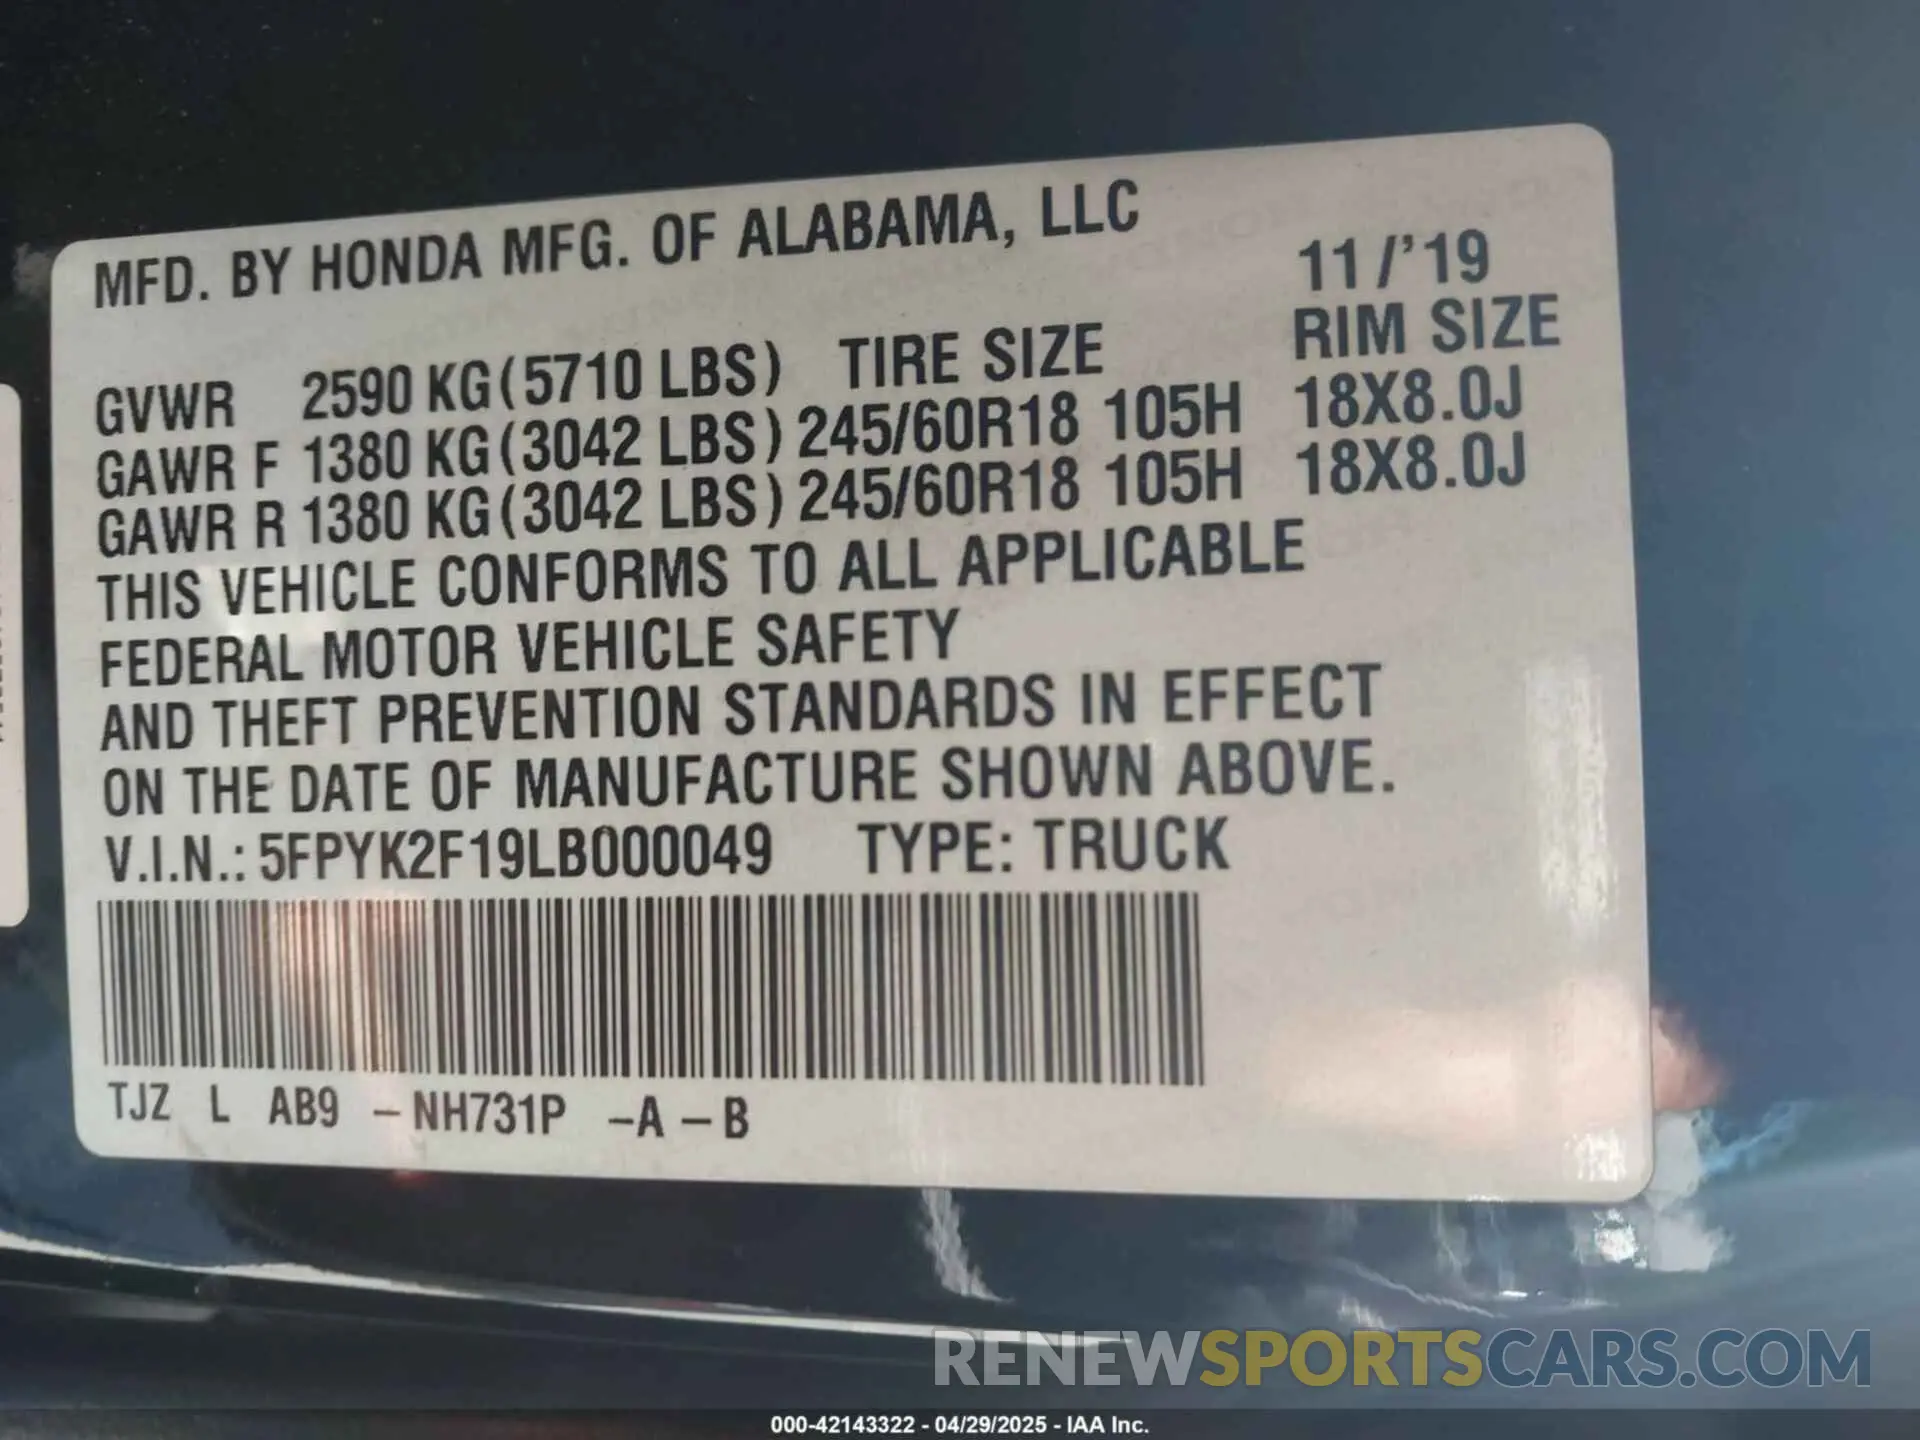 MFD. BY HONDA MFG. OF ALABAMA, LLC
11/'19
GVWR 2590 KG(5710 LBS) TIRE SIZE RIM SIZE
GAWR F 1380 KG(3042 LBS) 245/60R18 105H 18X8.0J
GAWR R 1380 KG(3042 LBS) 245/60R18 105H 18X8.0J
THIS VEHICLE CONFORMS TO ALL APPLICABLE
FEDERAL MOTOR VEHICLE SAFETY
AND THEFT PREVENTION STANDARDS IN EFFECT
ON THE DATE OF MANUFACTURE SHOWN ABOVE.
V.I.N.: 5FPYK2F19LB000049 TYPE: TRUCK
TJZ L AB9 -NH731P -A -B
RENEWSPORTSCARS.COM
000-42143322 - 04/29/2025 - IAA Inc.